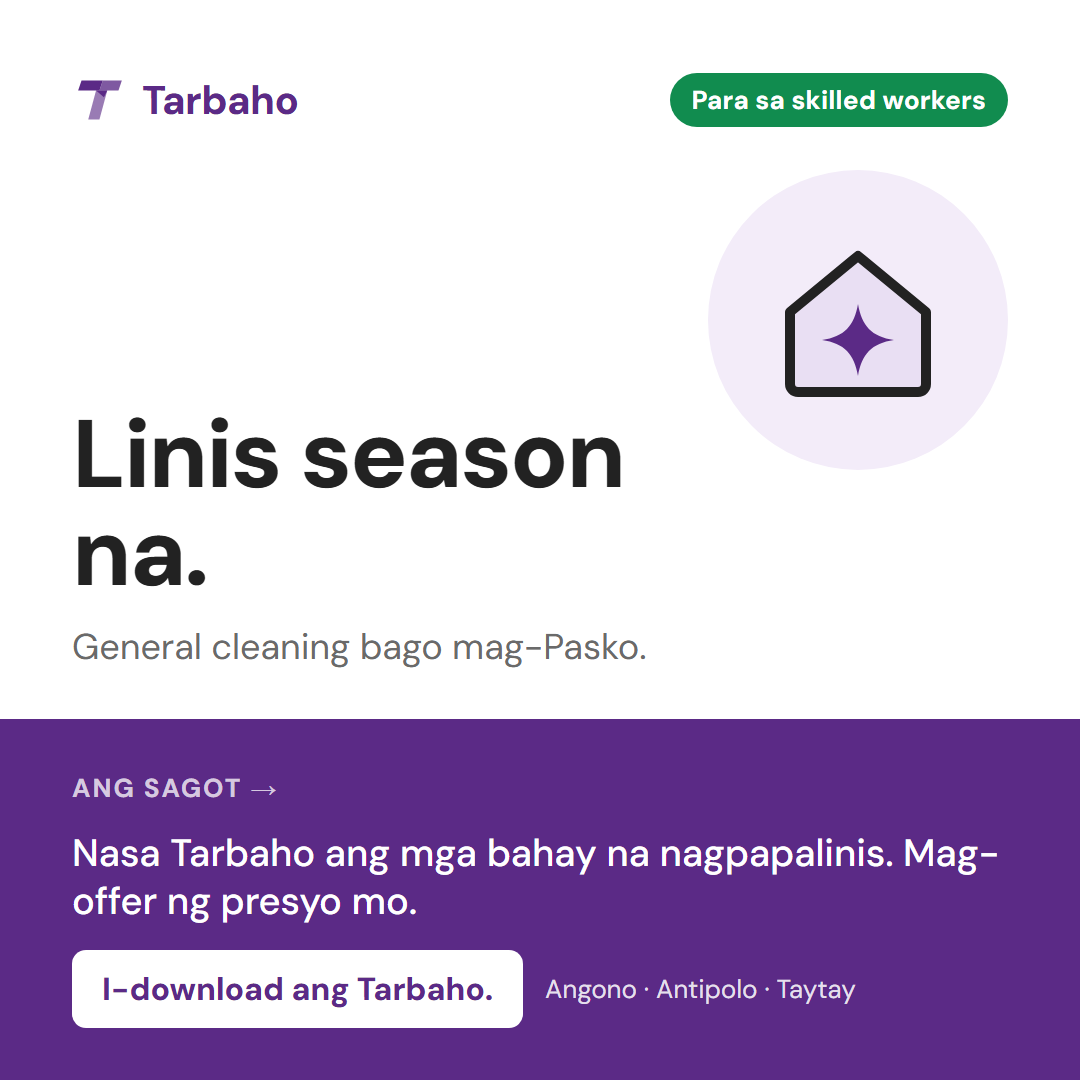 Tarbaho
Para sa skilled workers
Linis season
na.
General cleaning bago mag-Pasko.
ANG SAGOT →
Nasa Tarbaho ang mga bahay na nagpapalinis. Mag-
offer ng presyo mo.
I-download ang Tarbaho.
Angono · Antipolo · Taytay